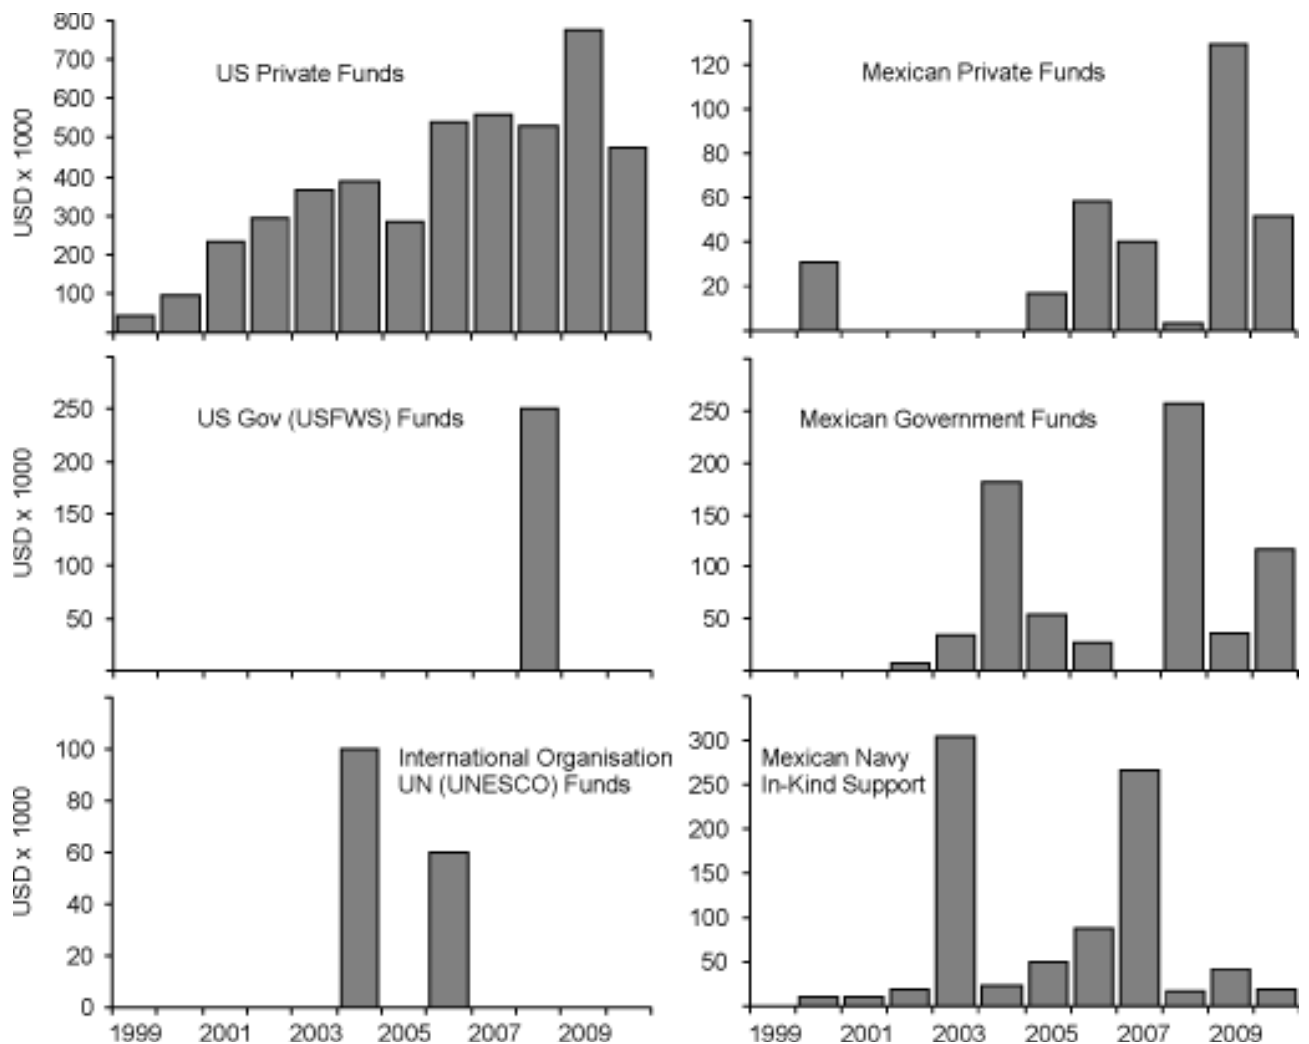 US Private Funds
USD x 1000
800
700
600
500
400
300
200
100
Mexican Private Funds
120
100
80
60
40
20
US Gov (USFWS) Funds
USD x 1000
250
200
150
100
50
Mexican Government Funds
250
200
150
100
50
International Organisation
UN (UNESCO) Funds
USD x 1000
100
80
60
40
20
0
1999 2001 2003 2005 2007 2009
Mexican Navy
In-Kind Support
300
250
200
150
100
50
1999 2001 2003 2005 2007 2009